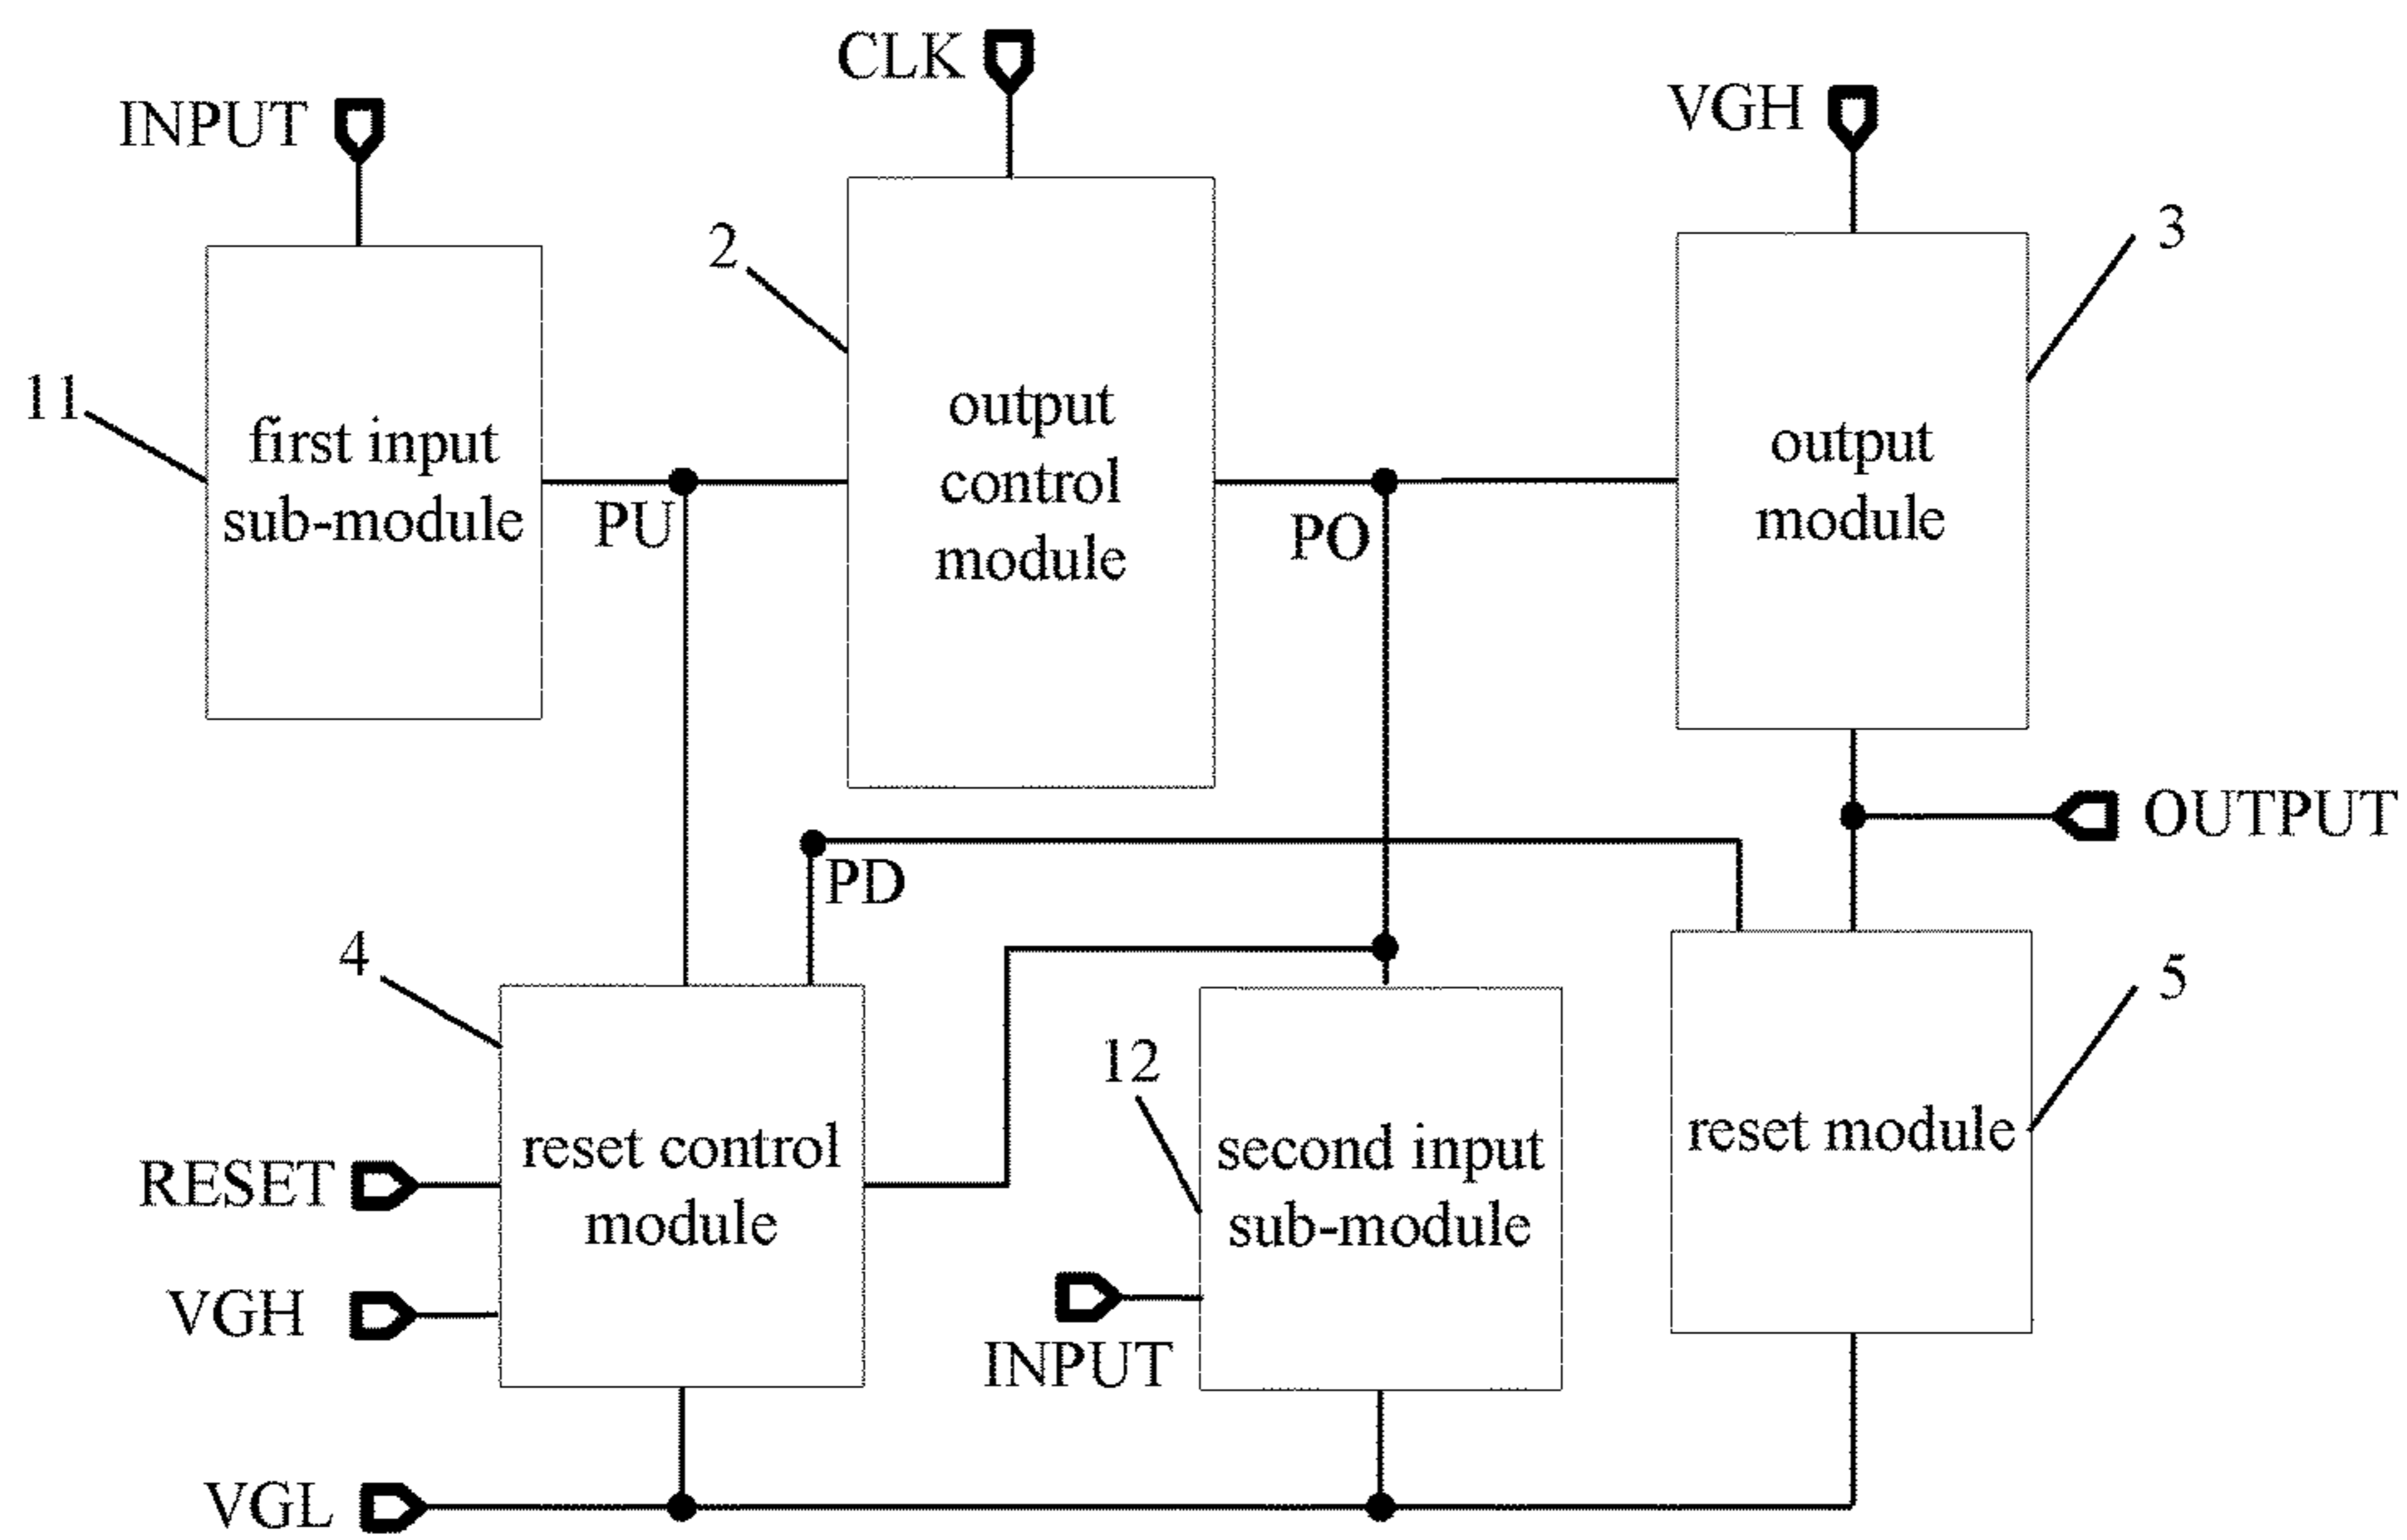 CLK
INPUT
VGH
2
3
11
first input
sub-module
output
control
module
output
module
PU
PO
OUTPUT
PD
4
5
12
reset control
module
second input
sub-module
reset module
RESET
VGH
INPUT
VGL